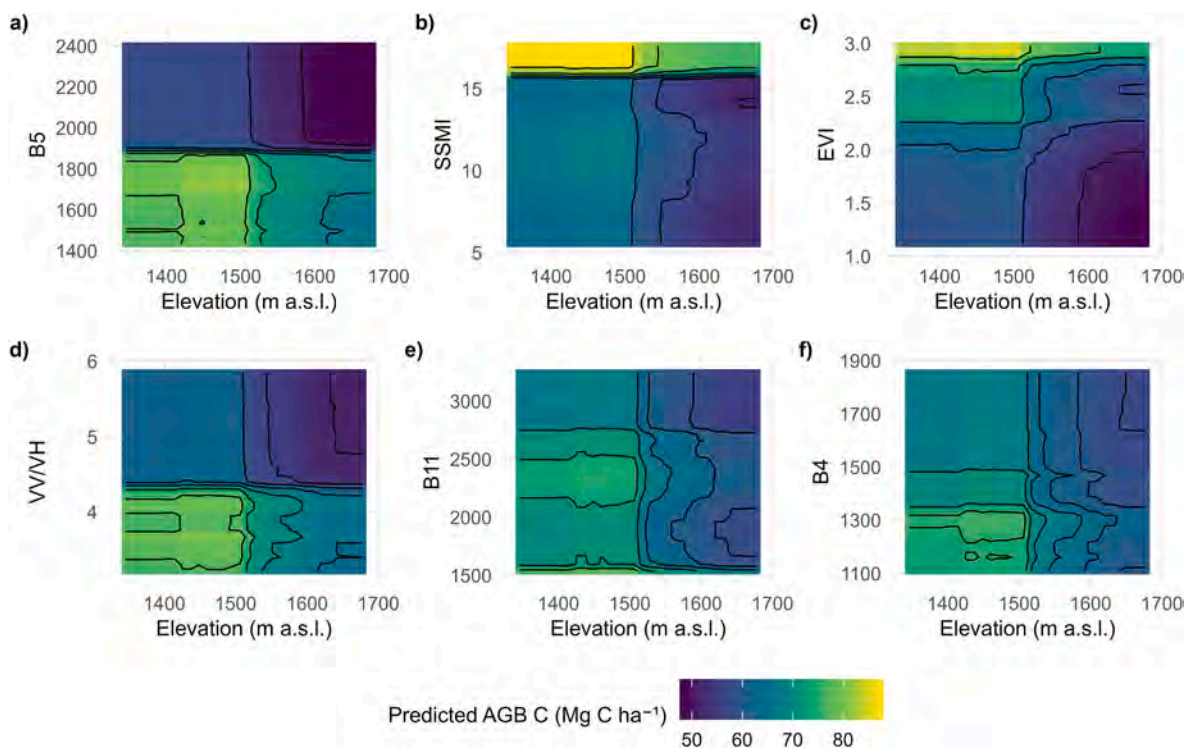 a)
b)
c)
2400
2200
2000
1800
1600
1400
B5
15
10
5
SSMI
3.0
2.5
2.0
1.5
1.0
EVI
1400 1500 1600 1700
Elevation (m a.s.l.)
1400 1500 1600 1700
Elevation (m a.s.l.)
1400 1500 1600 1700
Elevation (m a.s.l.)
d)
e)
f)
6
5
4
VV/VH
3000
2500
2000
1500
B11
1900
1700
1500
1300
1100
B4
1400 1500 1600 1700
Elevation (m a.s.l.)
1400 1500 1600 1700
Elevation (m a.s.l.)
1400 1500 1600 1700
Elevation (m a.s.l.)
Predicted AGB C (Mg C ha⁻¹)
50 60 70 80